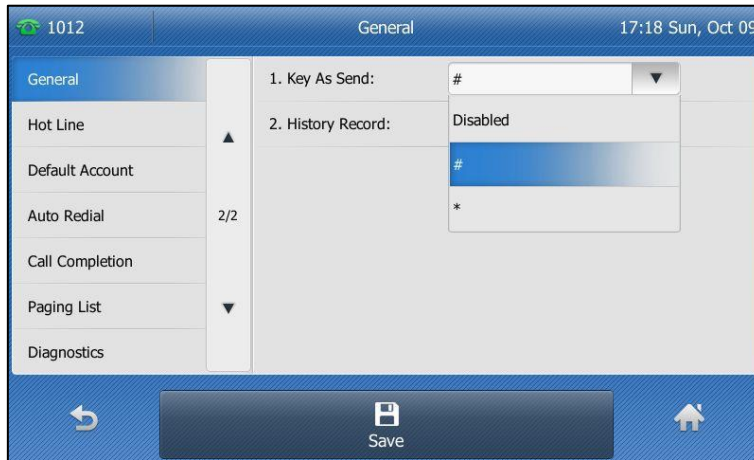 1012 General 17:18 Sun, Oct 09
General
Hot Line
Default Account
Auto Redial
Call Completion
Paging List
Diagnostics
2/2
1. Key As Send: #
2. History Record:
Disabled
#
*
Save